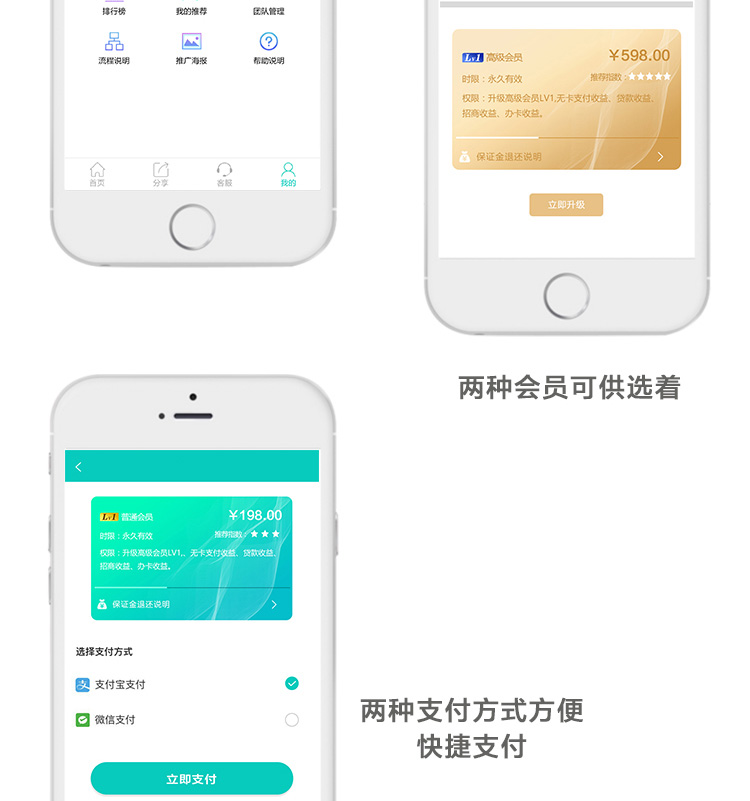 排行榜
我的推荐
团队管理
流程说明
推广海报
帮助说明
首页
分享
客服
我的
Lv1 高级会员
￥598.00
时限：永久有效
推荐指数：
权限：升级高级会员LV1,无卡支付收益、贷款收益、
招商收益、办卡收益。
保证金退还说明
立即升级
两种会员可供选着
Lv1 普通会员
￥198.00
时限：永久有效
推荐指数：
权限：升级高级会员LV1,、无卡支付收益、贷款收益、
招商收益、办卡收益。
保证金退还说明
选择支付方式
支付宝支付
微信支付
立即支付
两种支付方式方便
快捷支付